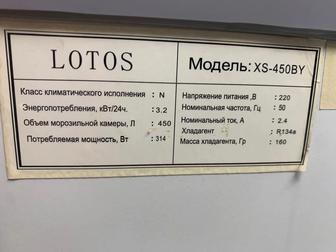 LOTOS
Модель: XS-450BY
Класс климатического исполнения : N
Энергопотребления, кВт/24ч. : 3.2
Объем морозильной камеры, Л : 450
Потребляемая мощность, Вт : 314
Напряжение питания ,В : 220
Номинальная частота, Гц : 50
Номинальный ток, А : 2.4
Хладагент : R134a
Масса хладагента, Гр : 160